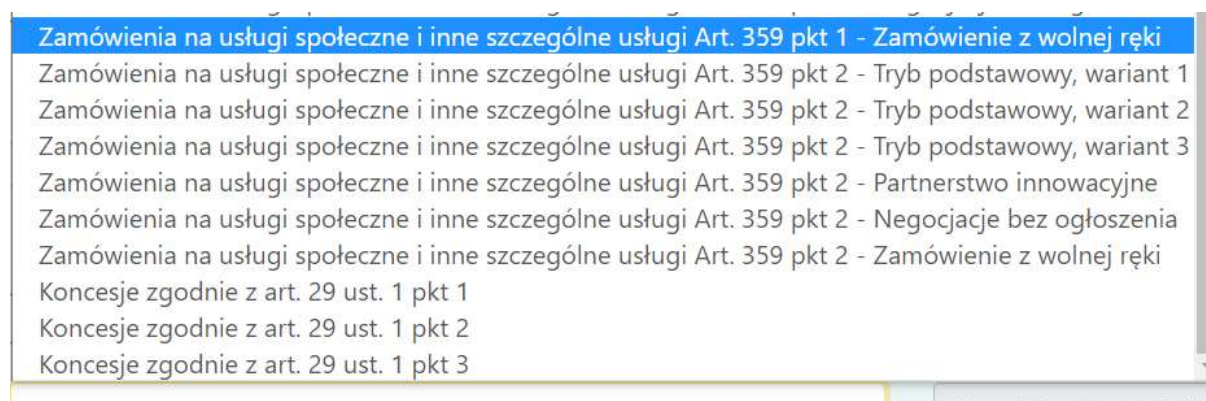 Zamówienia na usługi społeczne i inne szczególne usługi Art. 359 pkt 1 - Zamówienie z wolnej ręki
Zamówienia na usługi społeczne i inne szczególne usługi Art. 359 pkt 2 - Tryb podstawowy, wariant 1
Zamówienia na usługi społeczne i inne szczególne usługi Art. 359 pkt 2 - Tryb podstawowy, wariant 2
Zamówienia na usługi społeczne i inne szczególne usługi Art. 359 pkt 2 - Tryb podstawowy, wariant 3
Zamówienia na usługi społeczne i inne szczególne usługi Art. 359 pkt 2 - Partnerstwo innowacyjne
Zamówienia na usługi społeczne i inne szczególne usługi Art. 359 pkt 2 - Negocjacje bez ogłoszenia
Zamówienia na usługi społeczne i inne szczególne usługi Art. 359 pkt 2 - Zamówienie z wolnej ręki
Koncesje zgodnie z art. 29 ust. 1 pkt 1
Koncesje zgodnie z art. 29 ust. 1 pkt 2
Koncesje zgodnie z art. 29 ust. 1 pkt 3